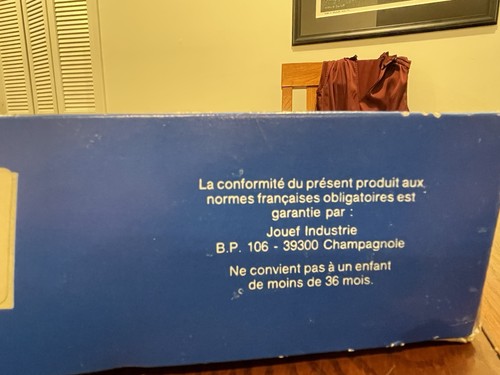 La conformité du présent produit aux
normes françaises obligatoires est
garantie par :
Jouef Industrie
B.P. 106 - 39300 Champagnole
Ne convient pas à un enfant
de moins de 36 mois.